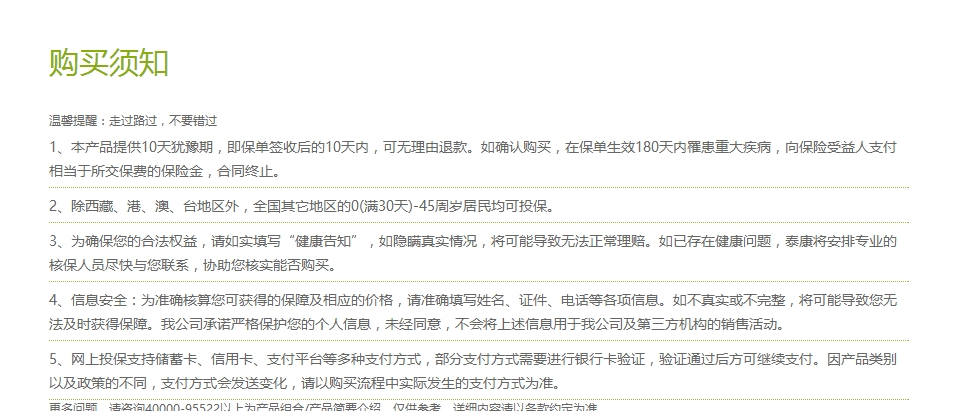 购买须知
温馨提醒：走过路过，不要错过
1、本产品提供10天犹豫期，即保单签收后的10天内，可无理由退款。如确认购买，在保单生效180天内罹患重大疾病，向保险受益人支付
相当于所交保费的保险金，合同终止。
2、除西藏、港、澳、台地区外，全国其它地区的0(满30天)-45周岁居民均可投保。
3、为确保您的合法权益，请如实填写“健康告知”，如隐瞒真实情况，将可能导致无法正常理赔。如已存在健康问题，泰康将安排专业的
核保人员尽快与您联系，协助您核实能否购买。
4、信息安全：为准确核算您可获得的保障及相应的价格，请准确填写姓名、证件、电话等各项信息。如不真实或不完整，将可能导致您无
法及时获得保障。我公司承诺严格保护您的个人信息，未经同意，不会将上述信息用于我公司及第三方机构的销售活动。
5、网上投保支持储蓄卡、信用卡、支付平台等多种支付方式，部分支付方式需要进行银行卡验证，验证通过后方可继续支付。因产品类别
以及政策的不同，支付方式会发送变化，请以购买流程中实际发生的支付方式为准。
更多问题，请咨询40000-95522以上为产品组合/产品简要介绍，仅供参考，详细内容请以条款约定为准